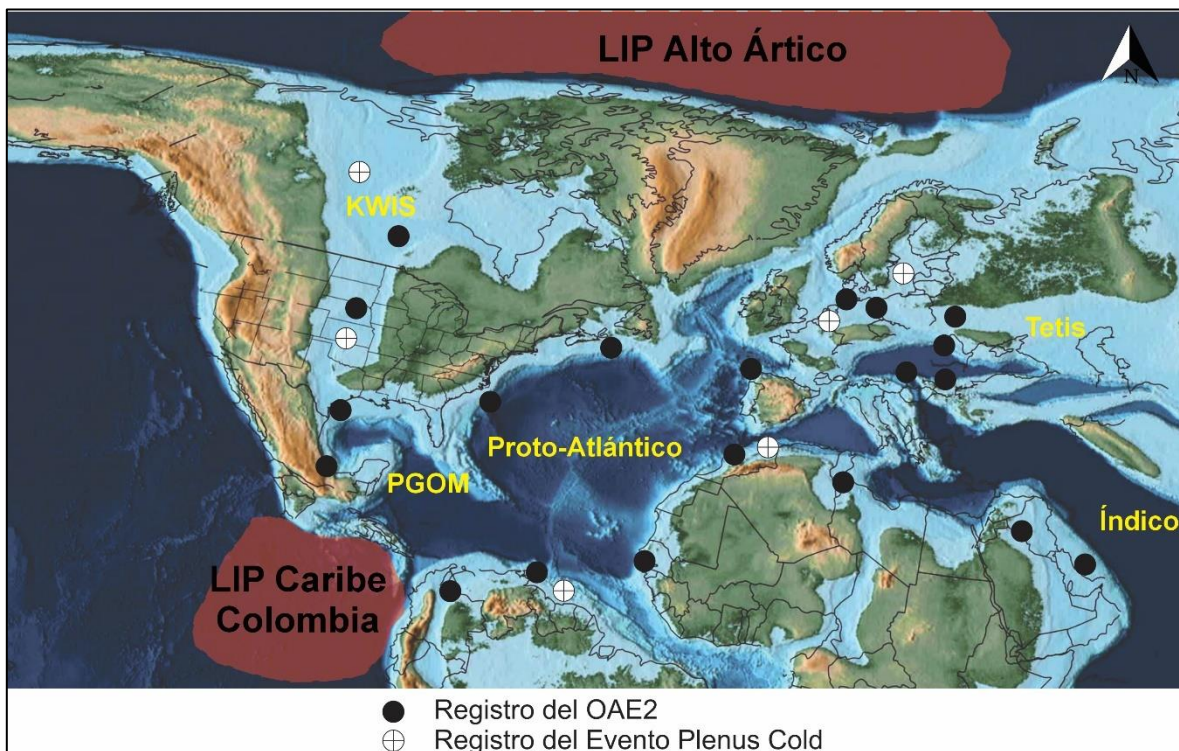 LIP Alto Ártico
N
KWIS
Tetis
Proto-Atlántico
PGOM
Índico
LIP Caribe
Colombia
Registro del OAE2
Registro del Evento Plenus Cold